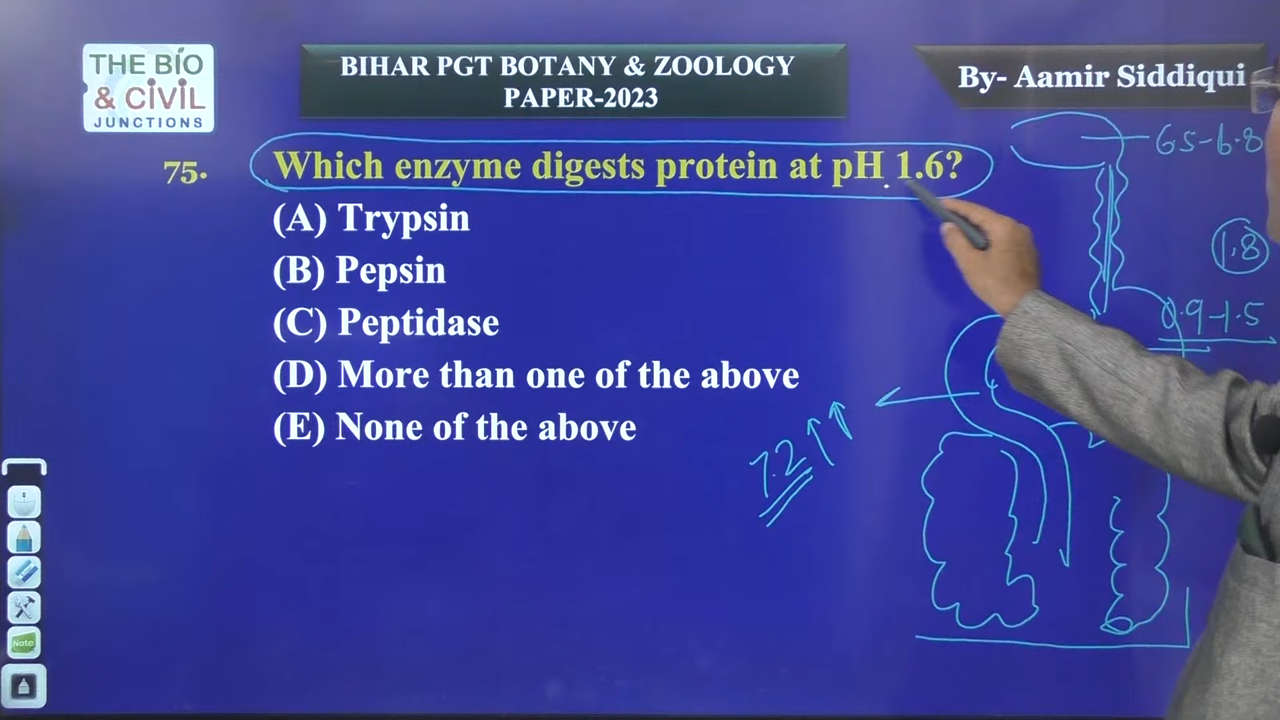 THE BiO
& CiViL
JUNCTIONS
BIHAR PGT BOTANY & ZOOLOGY
PAPER-2023
By- Aamir Siddiqui
75. Which enzyme digests protein at pH 1.6?
(A) Trypsin
(B) Pepsin
(C) Peptidase
(D) More than one of the above
(E) None of the above
6.5-6.8
1.8
0.9-1.5
7.2↑↑
Note